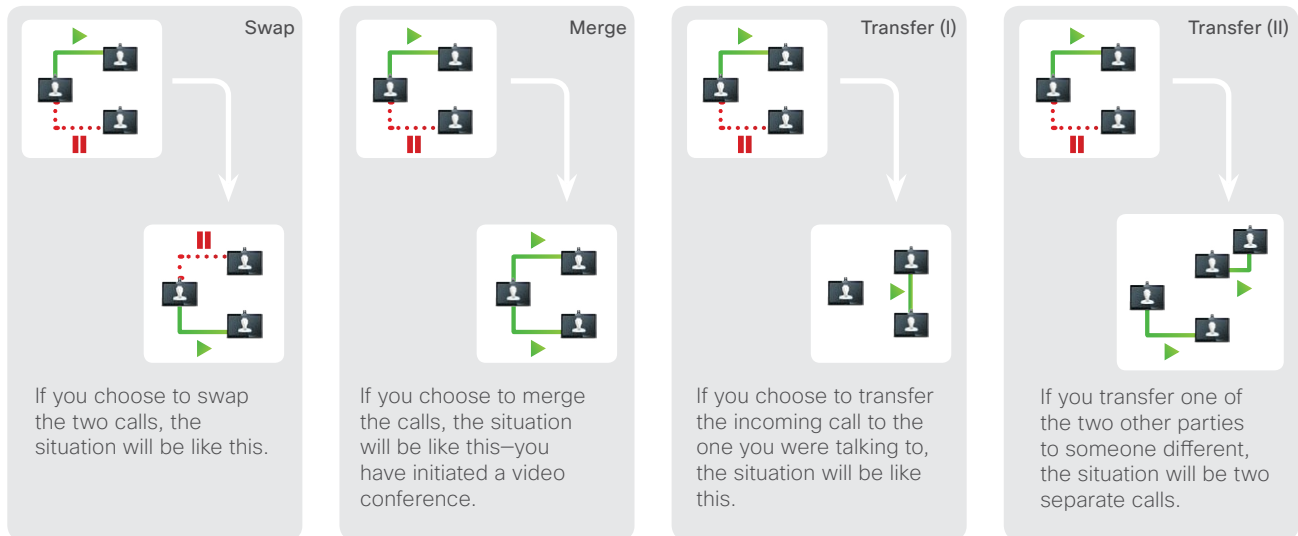 Swap
If you choose to swap
the two calls, the
situation will be like this.
Merge
If you choose to merge
the calls, the situation
will be like this—you
have initiated a video
conference.
Transfer (I)
If you choose to transfer
the incoming call to the
one you were talking to,
the situation will be like
this.
Transfer (II)
If you transfer one of
the two other parties
to someone different,
the situation will be two
separate calls.